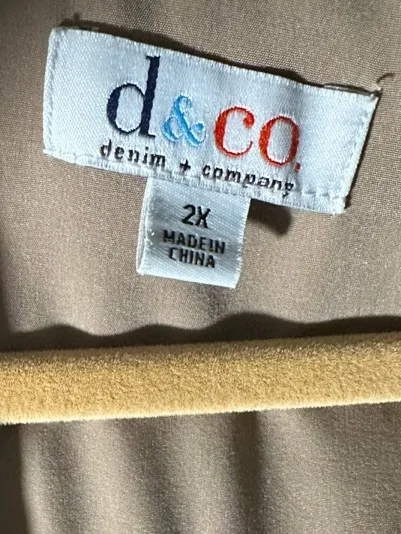 d&co.
denim + company
2X
MADE IN
CHINA